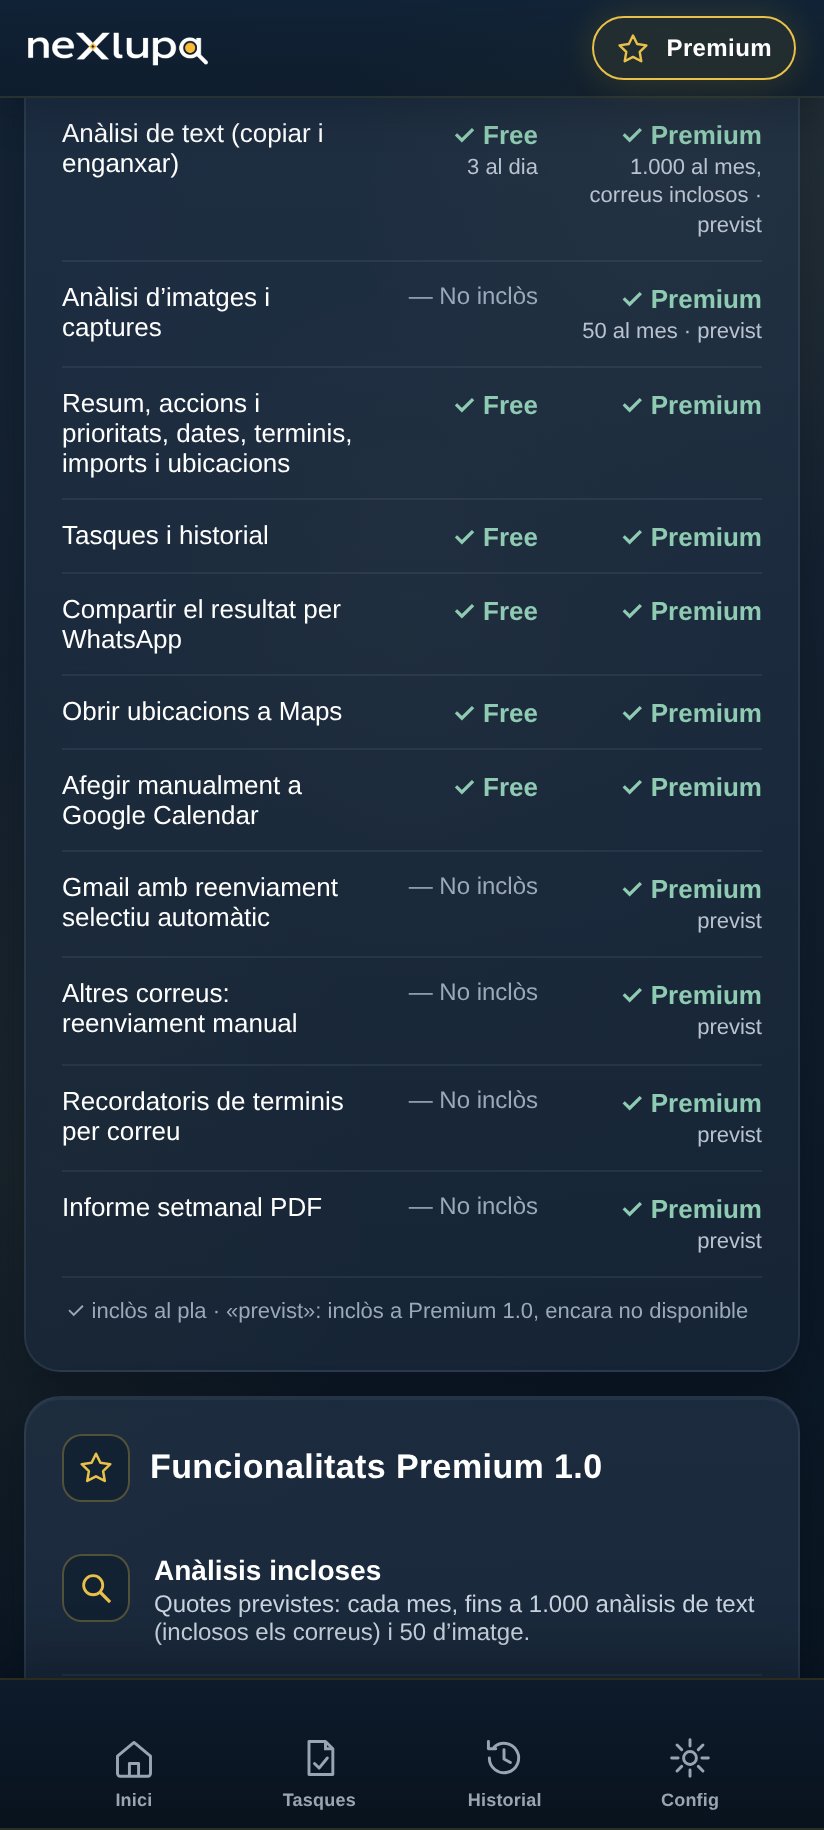 neXlupa
Premium
Anàlisi de text (copiar i
enganxar)
✓ Free
3 al dia
✓ Premium
1.000 al mes,
correus inclosos ·
previst
Anàlisi d’imatges i
captures
— No inclòs
✓ Premium
50 al mes · previst
Resum, accions i
prioritats, dates, terminis,
imports i ubicacions
✓ Free
✓ Premium
Tasques i historial
✓ Free
✓ Premium
Compartir el resultat per
WhatsApp
✓ Free
✓ Premium
Obrir ubicacions a Maps
✓ Free
✓ Premium
Afegir manualment a
Google Calendar
✓ Free
✓ Premium
Gmail amb reenviament
selectiu automàtic
— No inclòs
✓ Premium
previst
Altres correus:
reenviament manual
— No inclòs
✓ Premium
previst
Recordatoris de terminis
per correu
— No inclòs
✓ Premium
previst
Informe setmanal PDF
— No inclòs
✓ Premium
previst
✓ inclòs al pla · «previst»: inclòs a Premium 1.0, encara no disponible
Funcionalitats Premium 1.0
Anàlisis incloses
Quotes previstes: cada mes, fins a 1.000 anàlisis de text
(inclosos els correus) i 50 d’imatge.
Inici
Tasques
Historial
Config